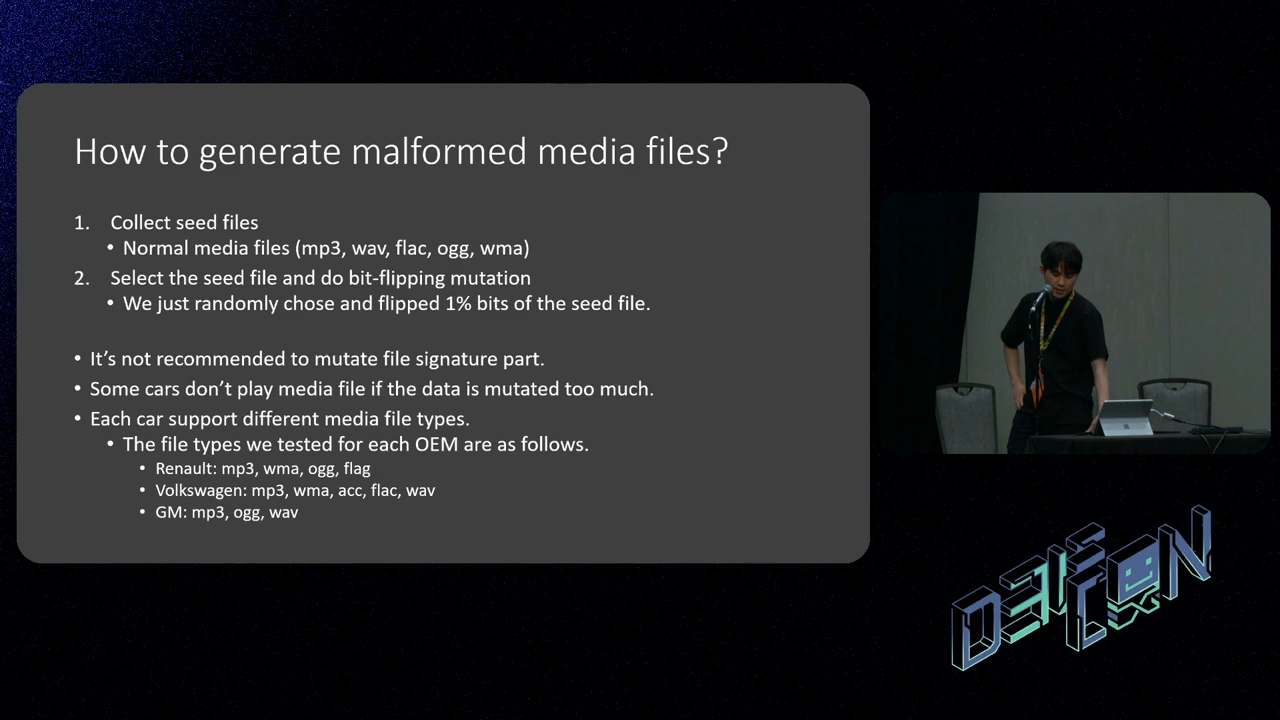 How to generate malformed media files?
1. Collect seed files
• Normal media files (mp3, wav, flac, ogg, wma)
2. Select the seed file and do bit-flipping mutation
• We just randomly chose and flipped 1% bits of the seed file.
• It's not recommended to mutate file signature part.
• Some cars don't play media file if the data is mutated too much.
• Each car support different media file types.
• The file types we tested for each OEM are as follows.
• Renault: mp3, wma, ogg, flag
• Volkswagen: mp3, wma, acc, flac, wav
• GM: mp3, ogg, wav
DEF
CON